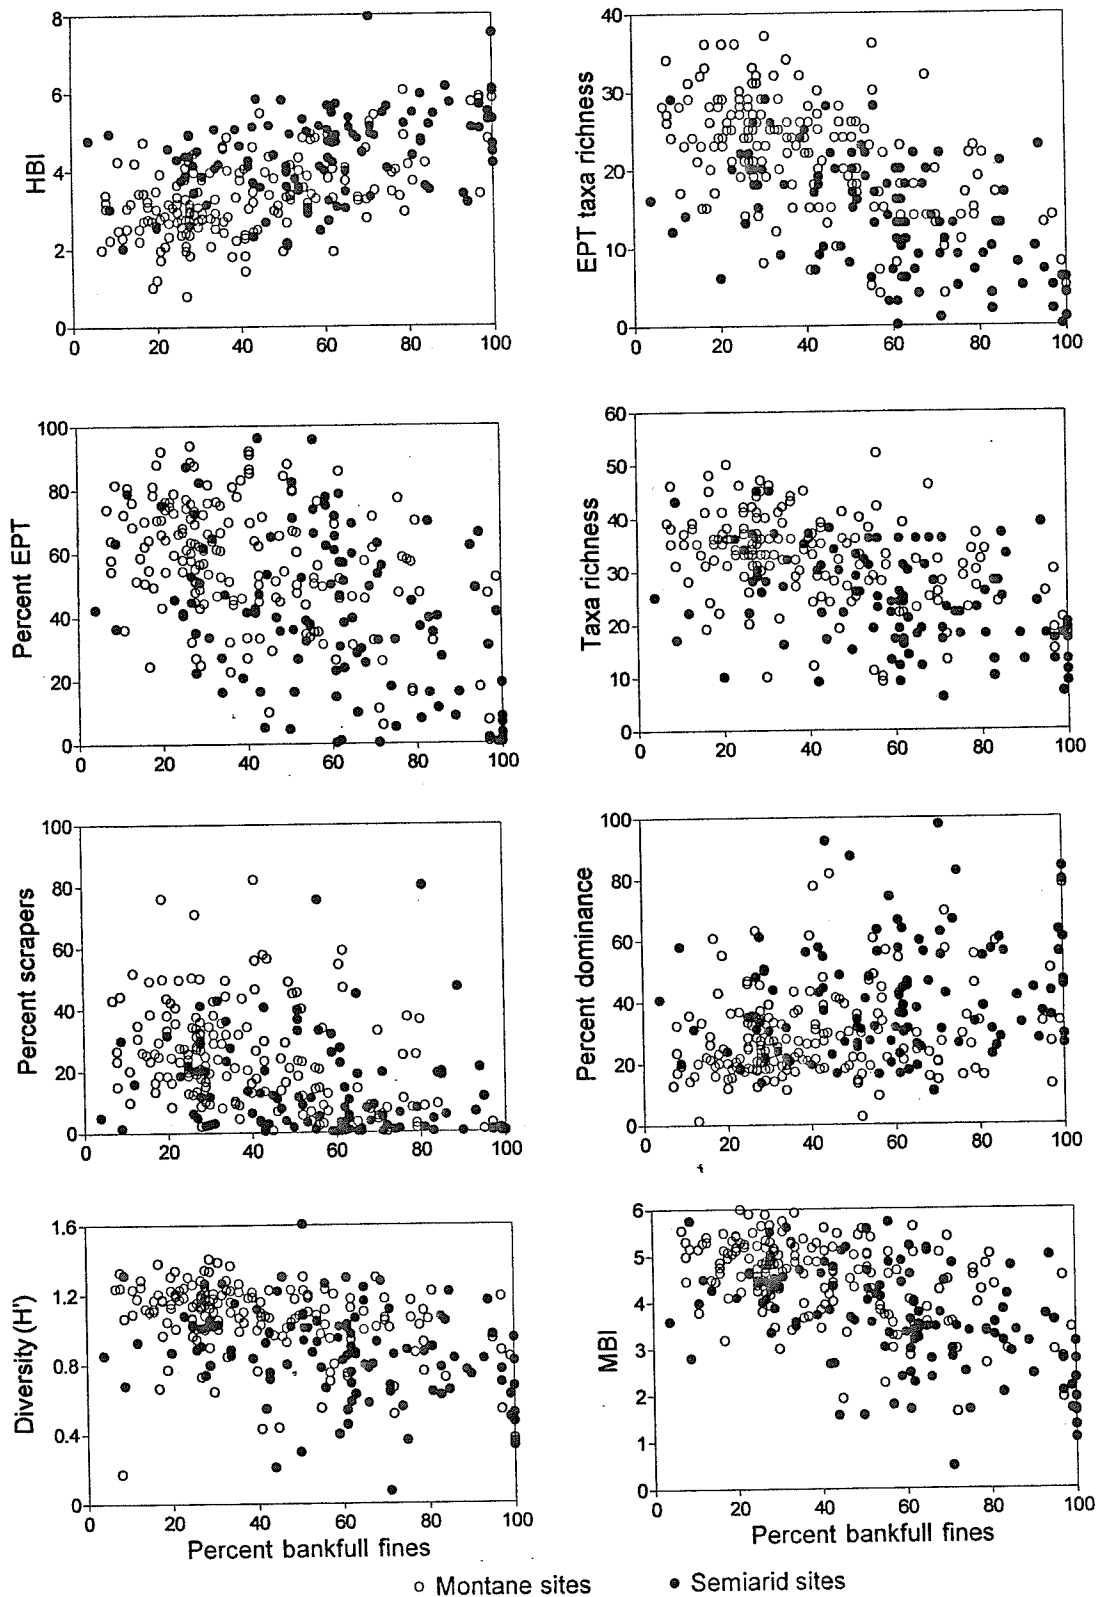 HBI
8
6
4
2
0
0 20 40 60 80 100
EPT taxa richness
40
30
20
10
0
0 20 40 60 80 100
Percent EPT
100
80
60
40
20
0
0 20 40 60 80 100
Taxa richness
60
50
40
30
20
10
0
0 20 40 60 80 100
Percent scrapers
100
80
60
40
20
0
0 20 40 60 80 100
Percent dominance
100
80
60
40
20
0
0 20 40 60 80 100
Diversity (H')
1.6
1.2
0.8
0.4
0
0 20 40 60 80 100
Percent bankfull fines
MBI
6
5
4
3
2
1
0
0 20 40 60 80 100
Percent bankfull fines
Montane sites
Semiarid sites